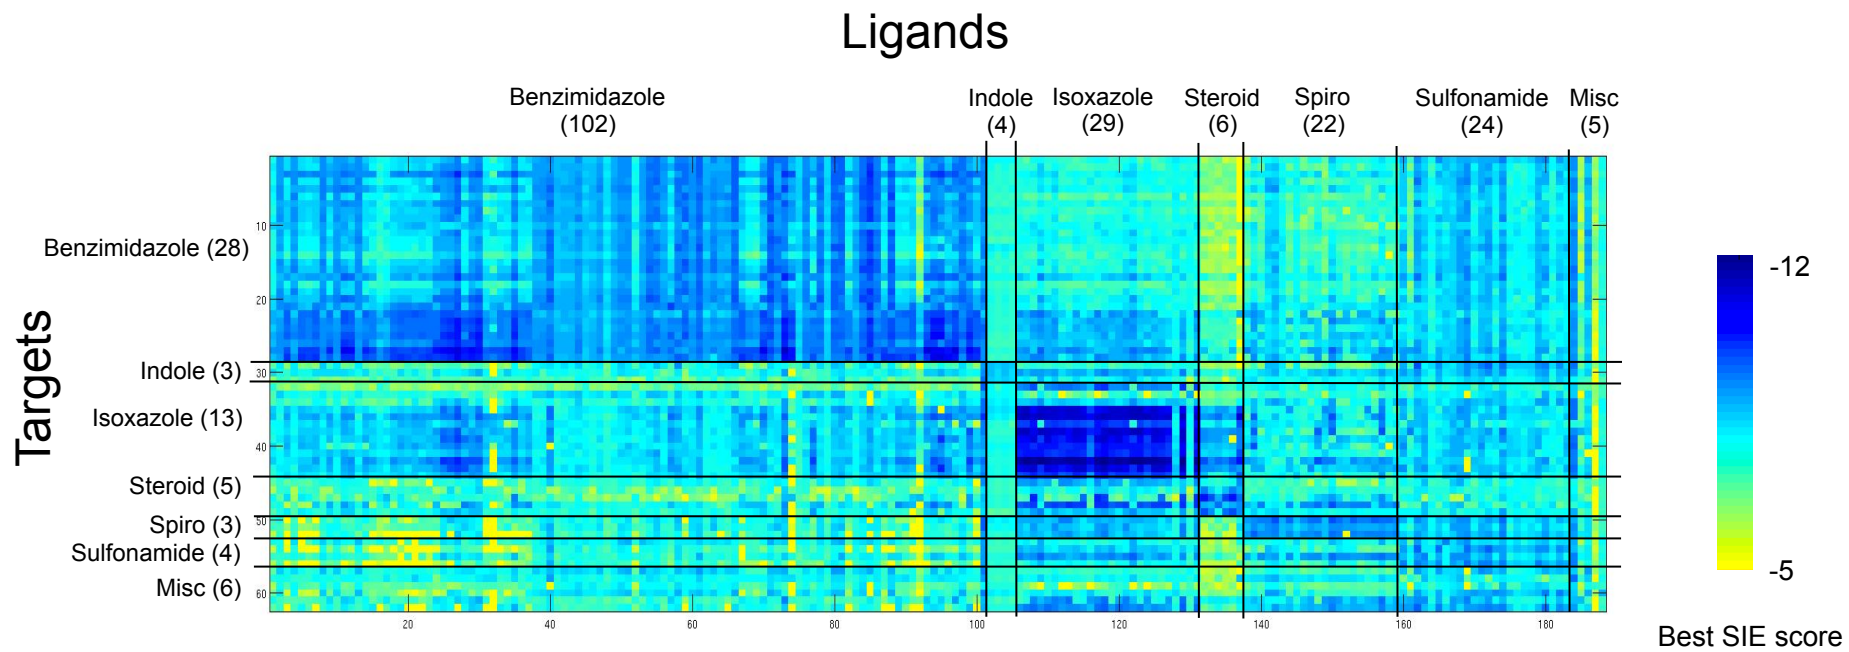 Ligands
Benzimidazole
(102)
Indole
(4)
Isoxazole
(29)
Steroid
(6)
Spiro
(22)
Sulfonamide
(24)
Misc
(5)
Targets
Benzimidazole (28)
Indole (3)
Isoxazole (13)
Steroid (5)
Spiro (3)
Sulfonamide (4)
Misc (6)
10
20
30
40
50
60
20
40
60
80
100
120
140
160
180
-12
-5
Best SIE score